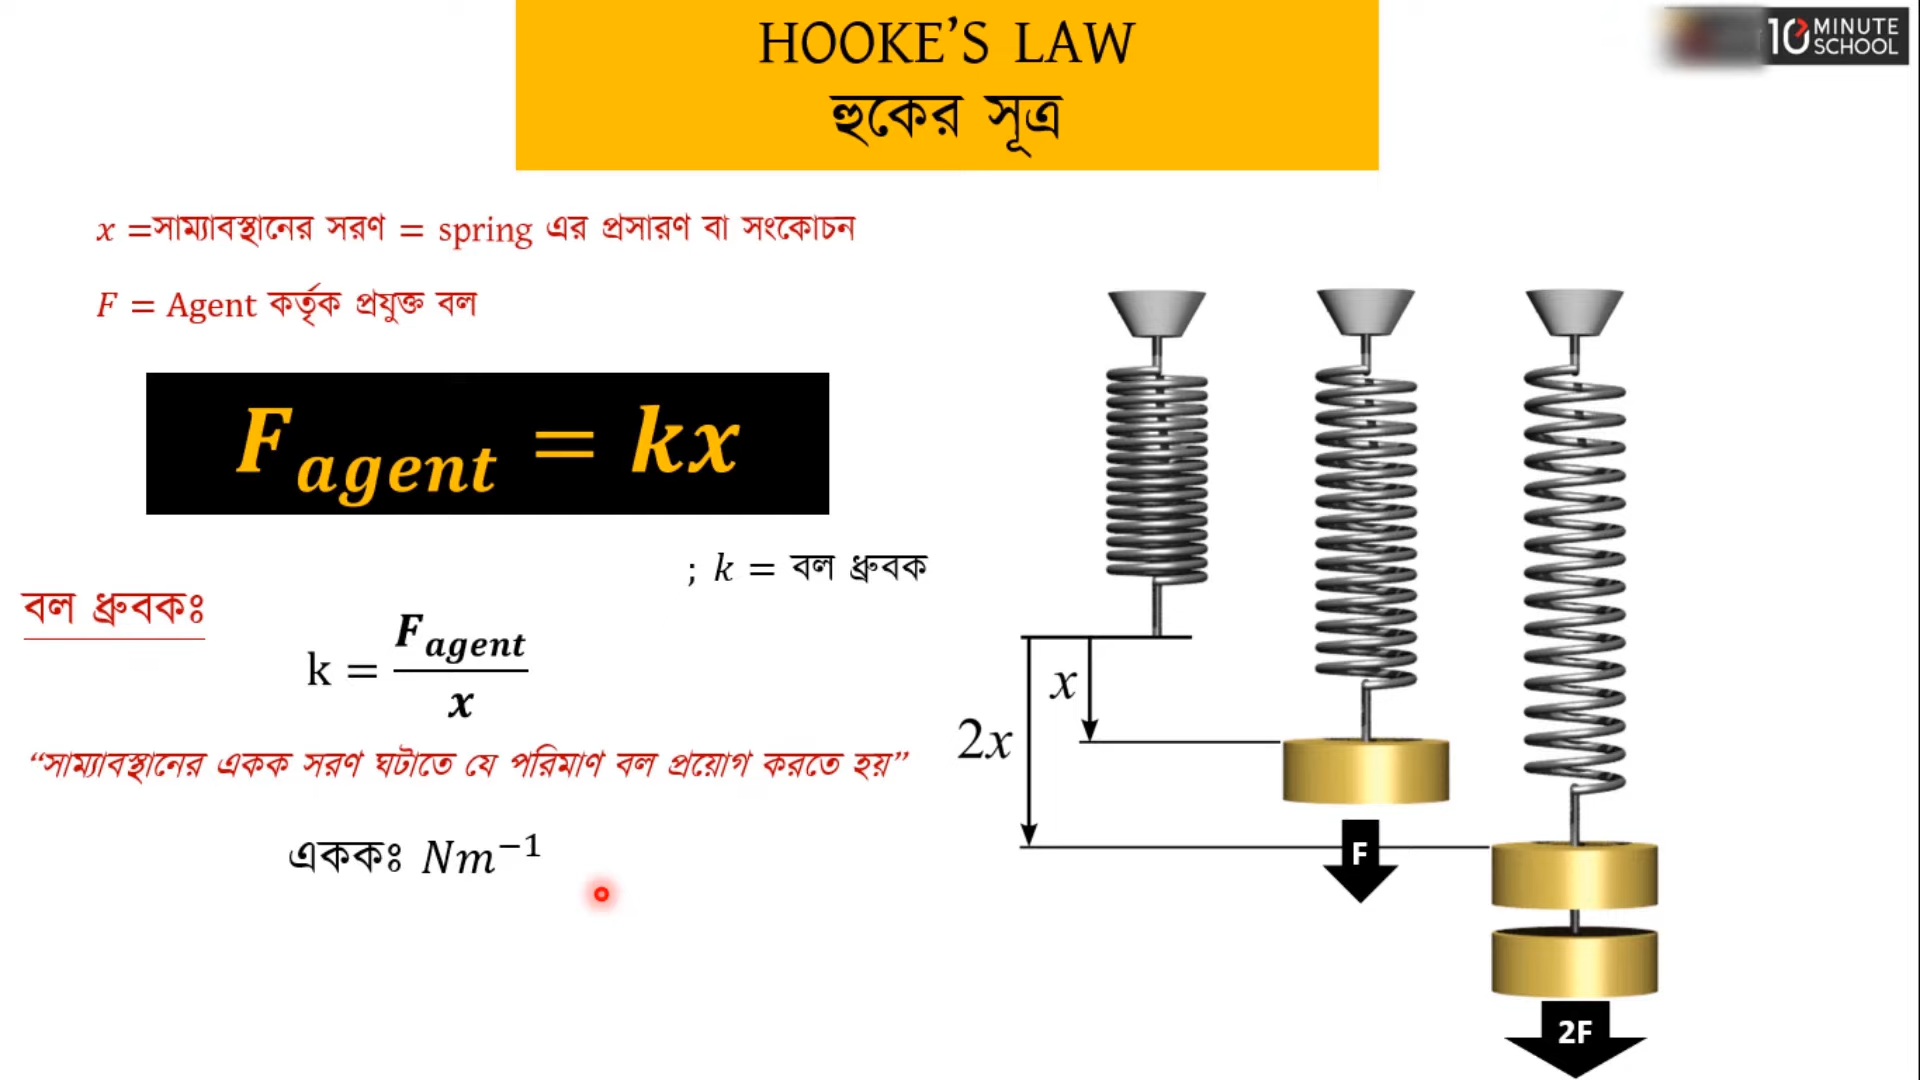 HOOKE’S LAW
হুকের সূত্র
10 MINUTE SCHOOL
x =সাম্যাবস্থানের সরণ = spring এর প্রসারণ বা সংকোচন
F = Agent কর্তৃক প্রযুক্ত বল
F_agent = kx
; k = বল ধ্রুবক
বল ধ্রুবকঃ
k = F_agent / x
“সাম্যাবস্থানের একক সরণ ঘটাতে যে পরিমাণ বল প্রয়োগ করতে হয়”
এককঃ Nm⁻¹
x
2x
F
2F